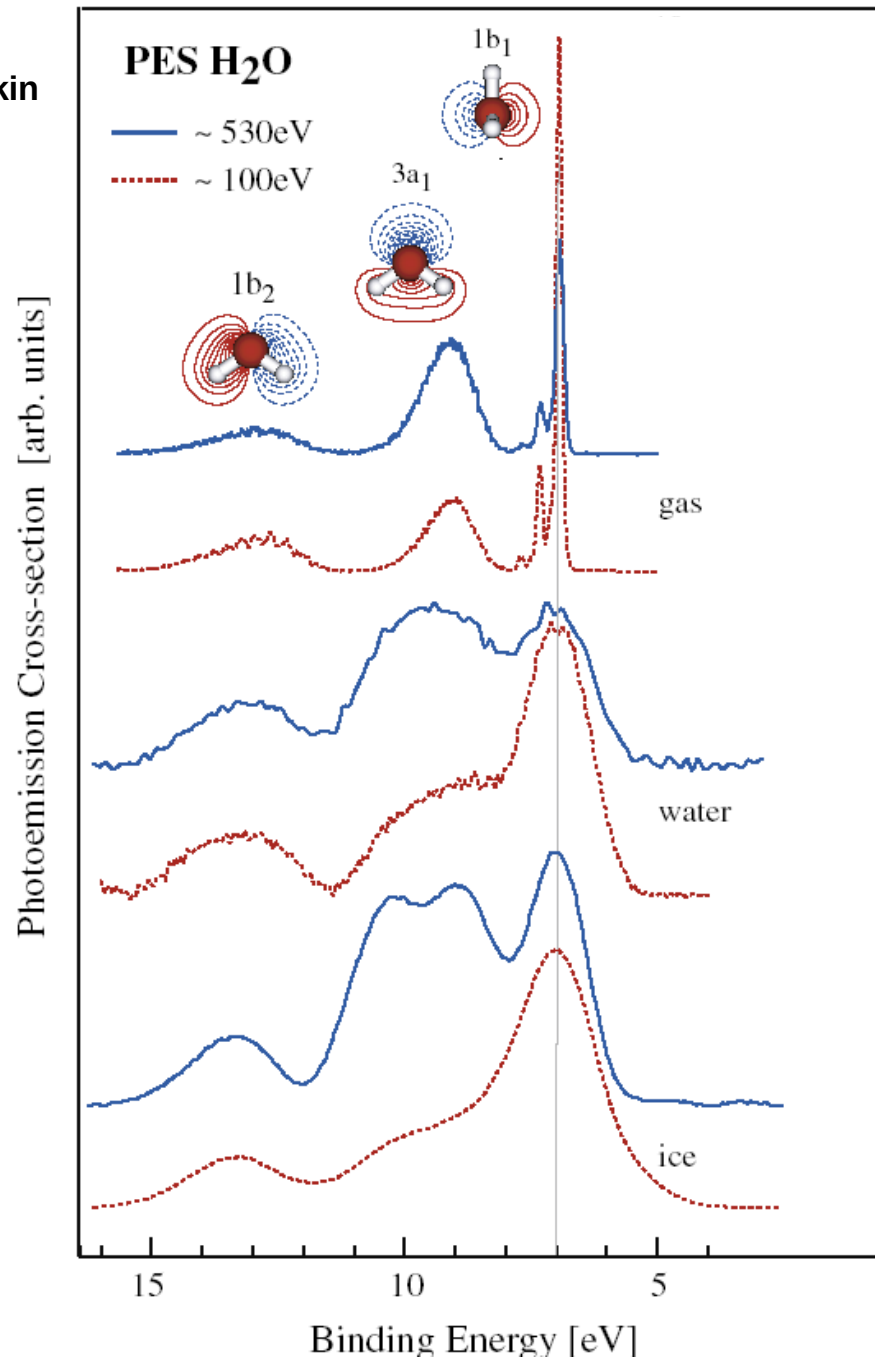 PES H₂O
kin
~ 530eV
~ 100eV
1b₁
3a₁
1b₂
gas
water
ice
Photoemission Cross-section [arb. units]
15 10 5
Binding Energy [eV]